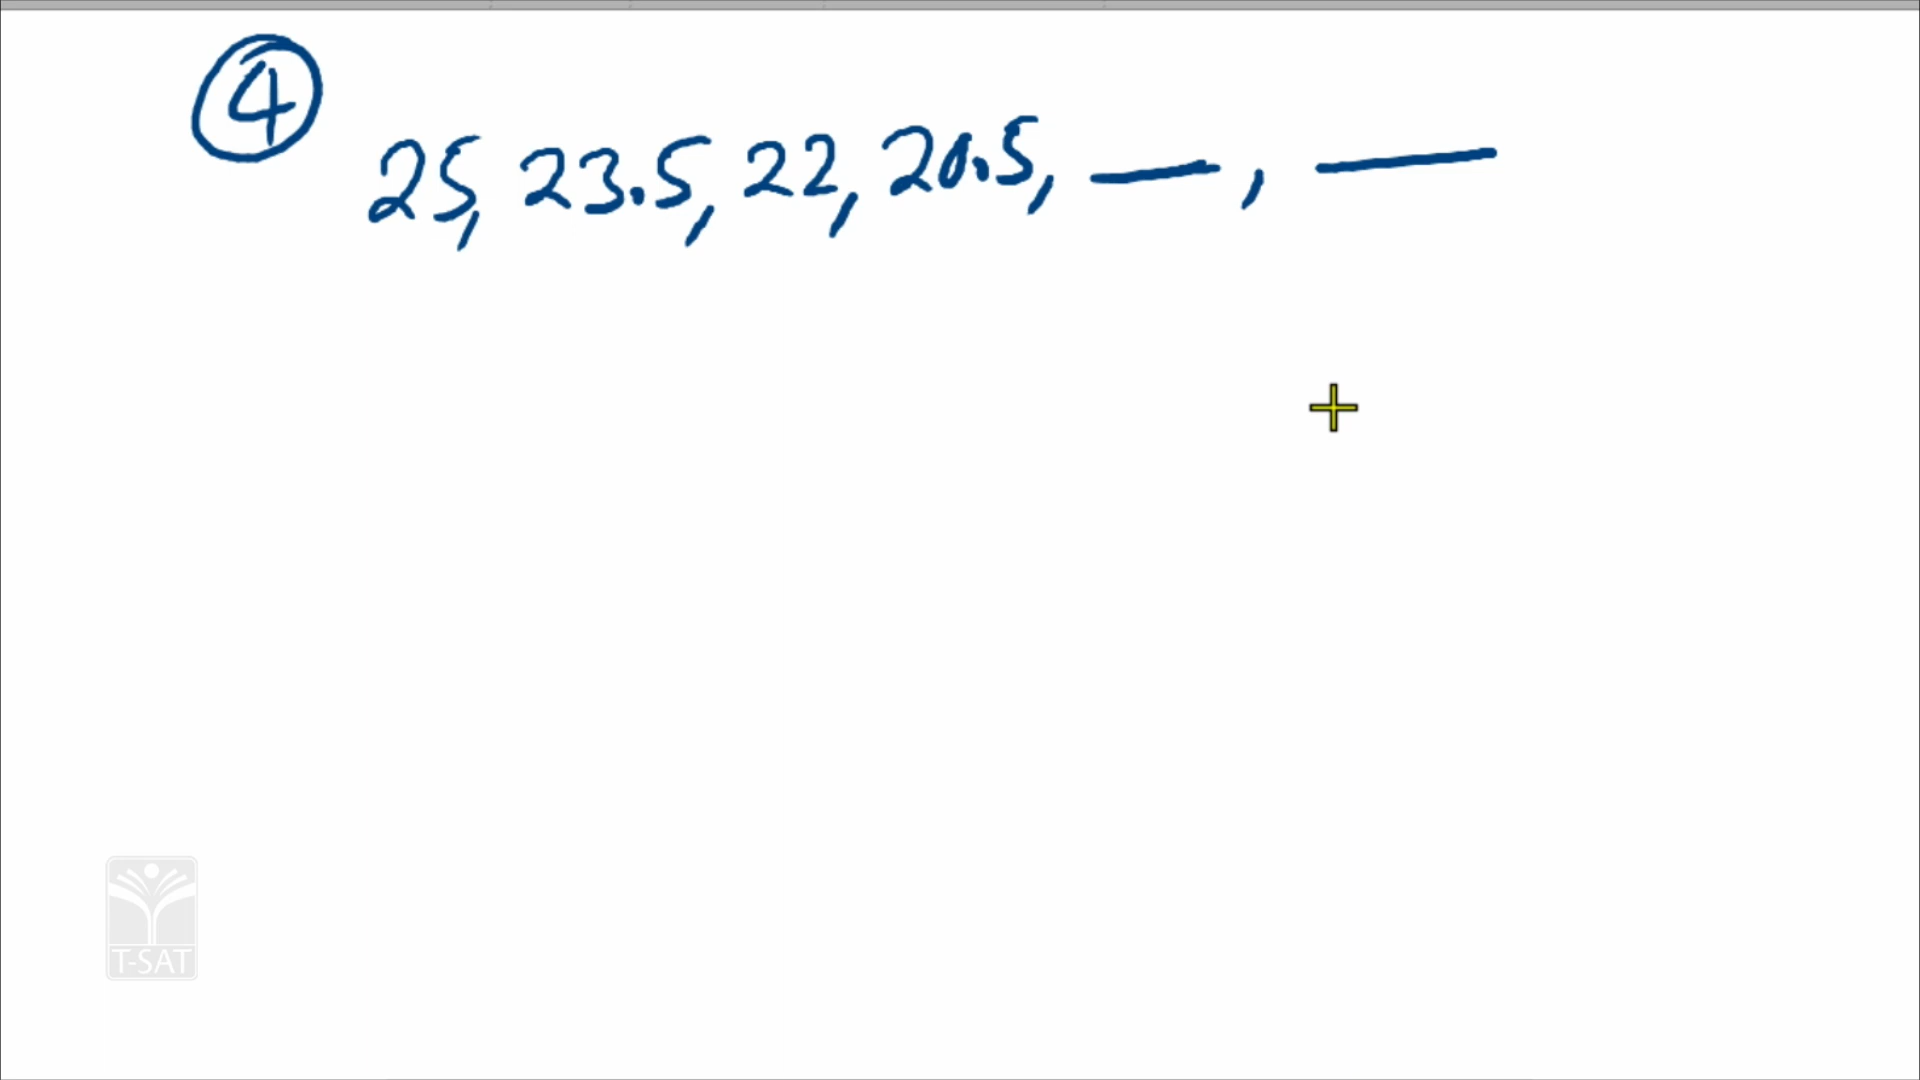 ④
25, 23.5, 22, 20.5, __, __
T-SAT